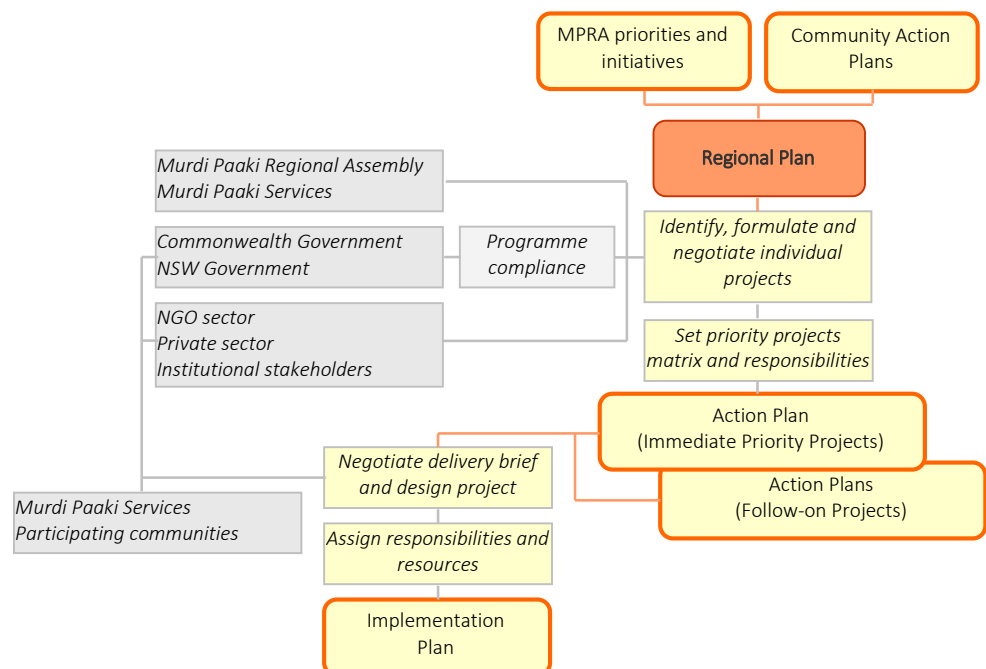 MPRA priorities and
initiatives
Community Action
Plans
Regional Plan
Murdi Paaki Regional Assembly
Murdi Paaki Services
Identify, formulate and
negotiate individual
projects
Commonwealth Government
NSW Government
Programme
compliance
NGO sector
Private sector
Institutional stakeholders
Set priority projects
matrix and responsibilities
Action Plan
(Immediate Priority Projects)
Negotiate delivery brief
and design project
Action Plans
(Follow-on Projects)
Murdi Paaki Services
Participating communities
Assign responsibilities and
resources
Implementation
Plan